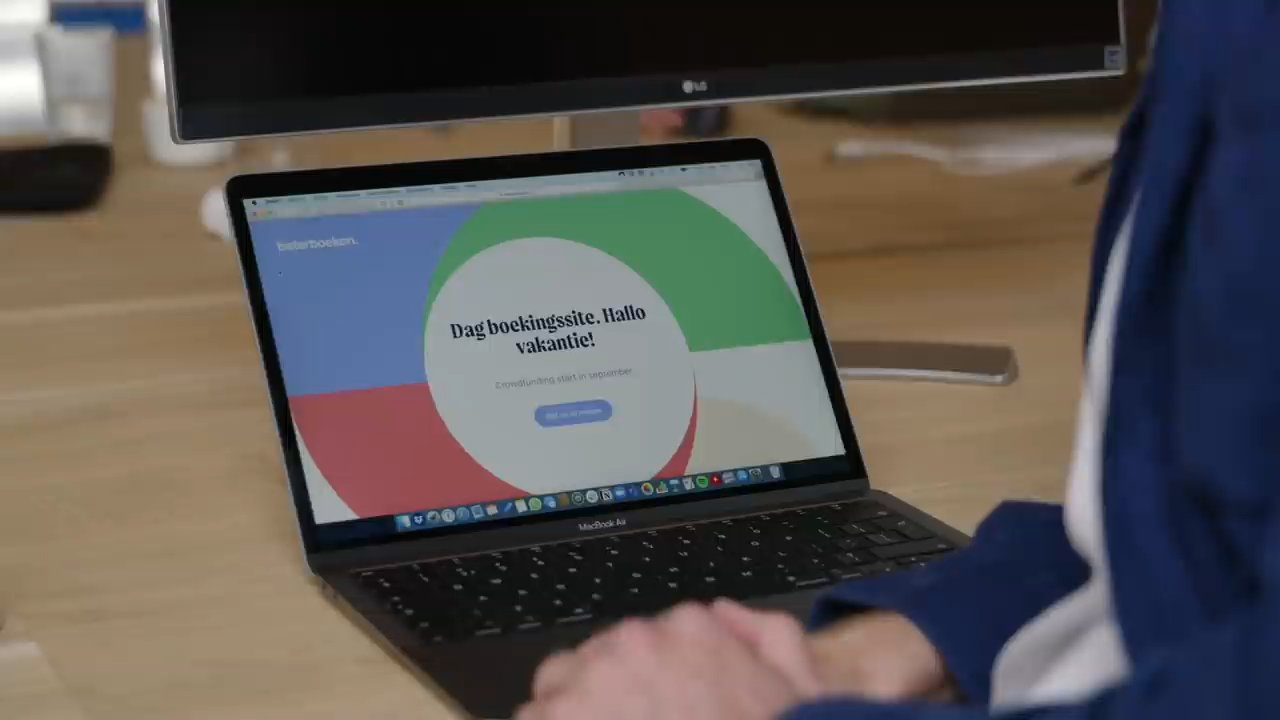 LG
beterboeken.
Dag boekingssite. Hallo
vakantie!
Crowdfunding start in september
MacBook Air